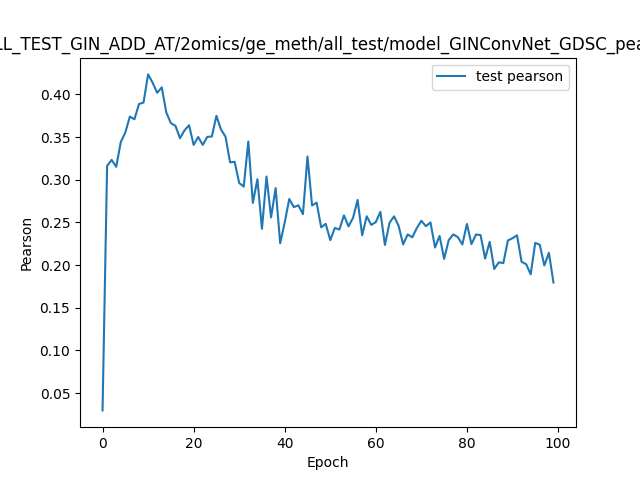 LL_TEST_GIN_ADD_AT/2omics/ge_meth/all_test/model_GINConvNet_GDSC_pea
test pearson
0.40
0.35
0.30
0.25
0.20
0.15
0.10
0.05
Pearson
0 20 40 60 80 100
Epoch